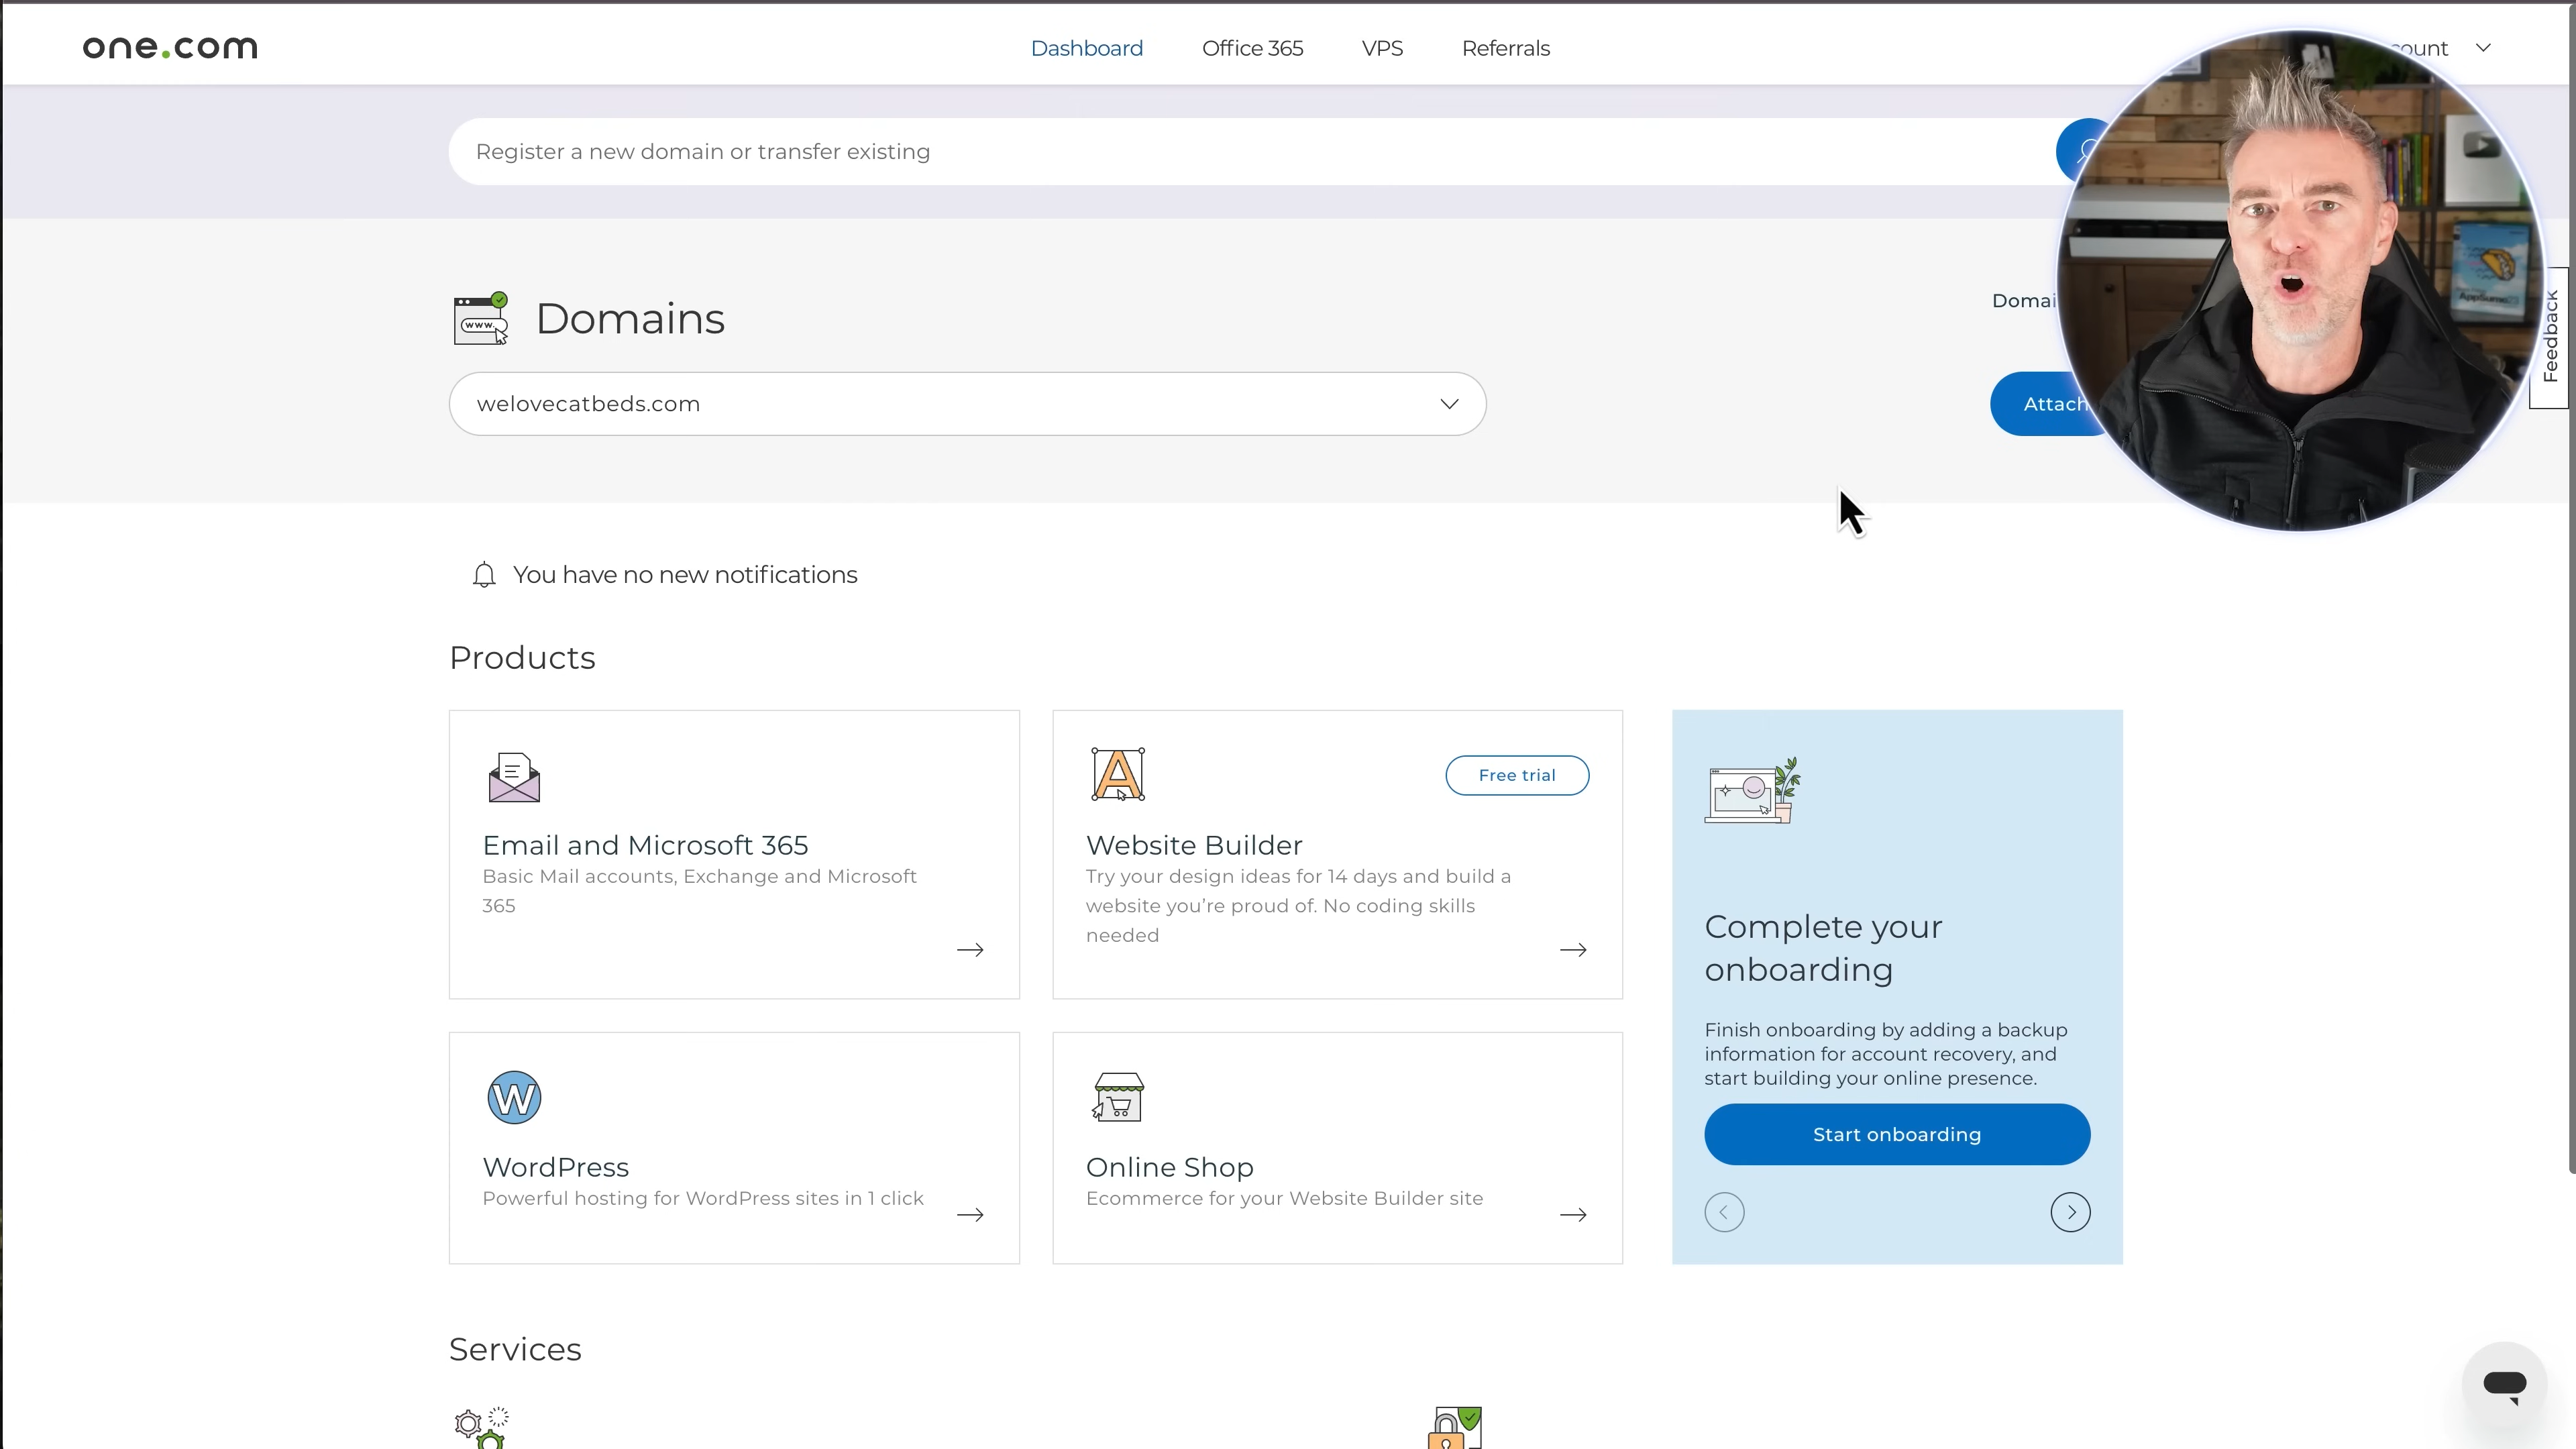 one.com
Dashboard
Office 365
VPS
Referrals
Register a new domain or transfer existing
www.
Domains
welovecatbeds.com
Attach
Feedback
AppSumo
You have no new notifications
Products
Free trial
Email and Microsoft 365
Basic Mail accounts, Exchange and Microsoft
365
A
Website Builder
Try your design ideas for 14 days and build a
website you’re proud of. No coding skills
needed
Complete your
onboarding
Finish onboarding by adding a backup
information for account recovery, and
start building your online presence.
Start onboarding
W
WordPress
Powerful hosting for WordPress sites in 1 click
Online Shop
Ecommerce for your Website Builder site
Services